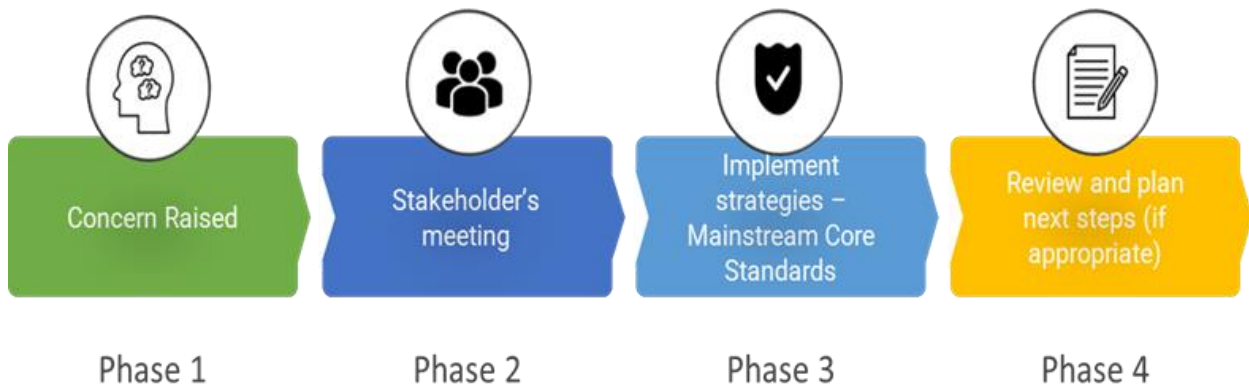 Concern Raised
Stakeholder's
meeting
Implement
strategies –
Mainstream Core
Standards
Review and plan
next steps (if
appropriate)
Phase 1
Phase 2
Phase 3
Phase 4